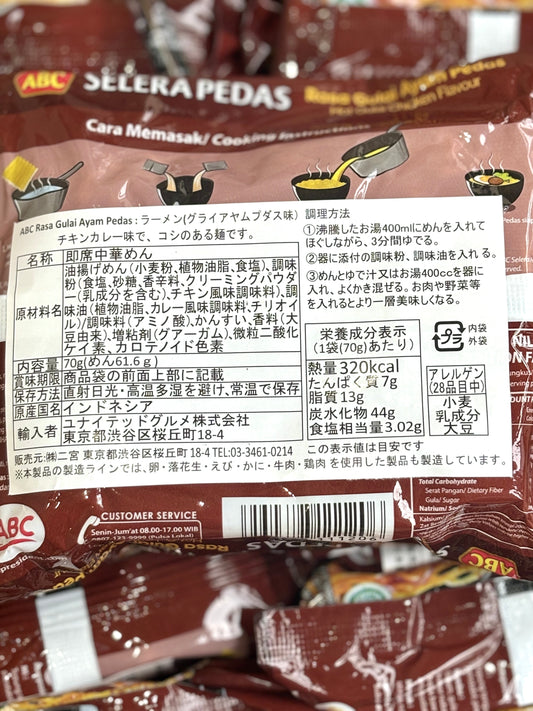 ABC SELERA PEDAS
Rasa Gulai Ayam Pedas
Hot Gulai Chicken Flavour
Cara Memasak/ Cooking Instructions
ABC Rasa Gulai Ayam Pedas：ラーメン(グライアヤムプダス味)
チキンカレー味で、コシのある麺です。
名称 即席中華めん
原材料名 油揚げめん(小麦粉、植物油脂、食塩)、調味
粉(食塩、砂糖、香辛料、クリーミングパウダ
ー(乳成分を含む)、チキン風味調味料)、調
味油(植物油脂、カレー風味調味料、チリオイ
ル)/調味料(アミノ酸)、かんすい、香料(大
豆由来)、増粘剤(グアーガム)、微粒二酸化
ケイ素、カロテノイド色素
内容量 70g(めん61.6ｇ)
賞味期限 商品袋の前面上部に記載
保存方法 直射日光・高温多湿を避け、常温で保存
原産国名 インドネシア
輸入者 ユナイテッドグルメ株式会社
東京都渋谷区桜丘町18-4
販売元:㈱二宮 東京都渋谷区桜丘町 18-4 TEL:03-3461-0214
※本製品の製造ラインでは、卵・落花生・えび・かに・牛肉・鶏肉 を使用した製品も製造しています。
調理方法
①沸騰したお湯400mlにめんを入れて
ほぐしながら、3分間ゆでる。
②器に添付の調味粉、調味油を入れる。
③めんとゆで汁又はお湯400ccを器に
入れ、よくかき混ぜる。お肉や野菜等
を入れるとより一層美味しくなる。
栄養成分表示
(1袋(70g)あたり)
熱量 320kcal
たんぱく質 7g
脂質 13g
炭水化物 44g
食塩相当量 3.02g
この表示値は目安です
プラ
内袋
外袋
アレルゲン
(28品目中)
小麦
乳成分
大豆
CUSTOMER SERVICE
Senin-Jum'at 08.00-17.00 WIB
0807-123-9999 (Pulsa Lokal)
ABC
Total Carbohydrate
Serat Pangan/ Dietary Fiber
Gula/ Sugar
ABC